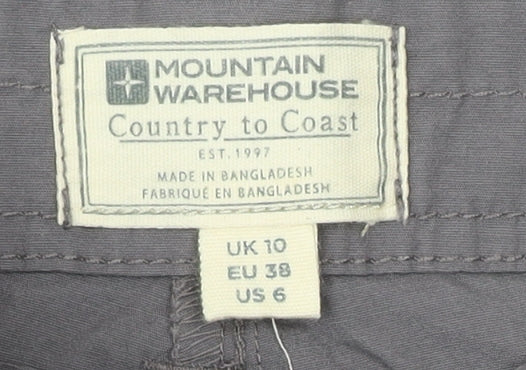 MOUNTAIN
WAREHOUSE
Country to Coast
EST. 1997
MADE IN BANGLADESH
FABRIQUÉ EN BANGLADESH
UK 10
EU 38
US 6